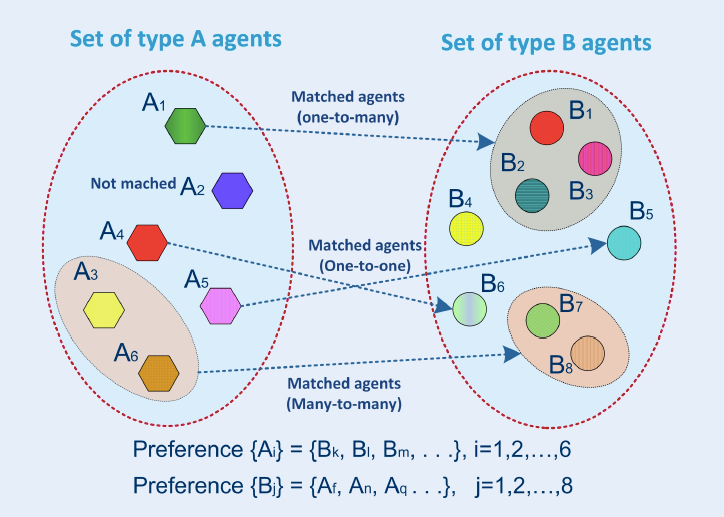 Set of type A agents
Set of type B agents
Matched agents
(one-to-many)
A1
B1
B2
B3
Not mached A2
B4
B5
A4
Matched agents
(One-to-one)
A3
A5
B6
B7
A6
B8
Matched agents
(Many-to-many)
Preference {Ai} = {Bk, Bl, Bm, . . .}, i=1,2,...,6
Preference {Bj} = {Af, An, Aq . . .}, j=1,2,...,8